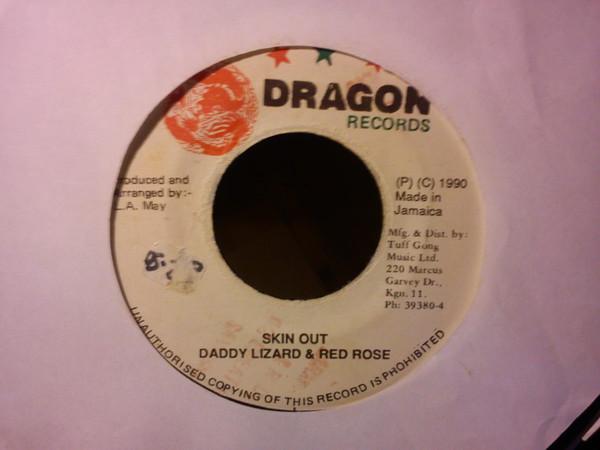 DRAGON
RECORDS
oduced and
rranged by:-
L.A. May
(P) (C) 1990
Made in
Jamaica
Mfg. & Dist. by:
Tuff Gong
Music Ltd.
220 Marcus
Garvey Dr.,
Kgn. 11.
Ph: 39380-4
SKIN OUT
DADDY LIZARD & RED ROSE
UNAUTHORISED COPYING OF THIS RECORD IS PROHIBITED